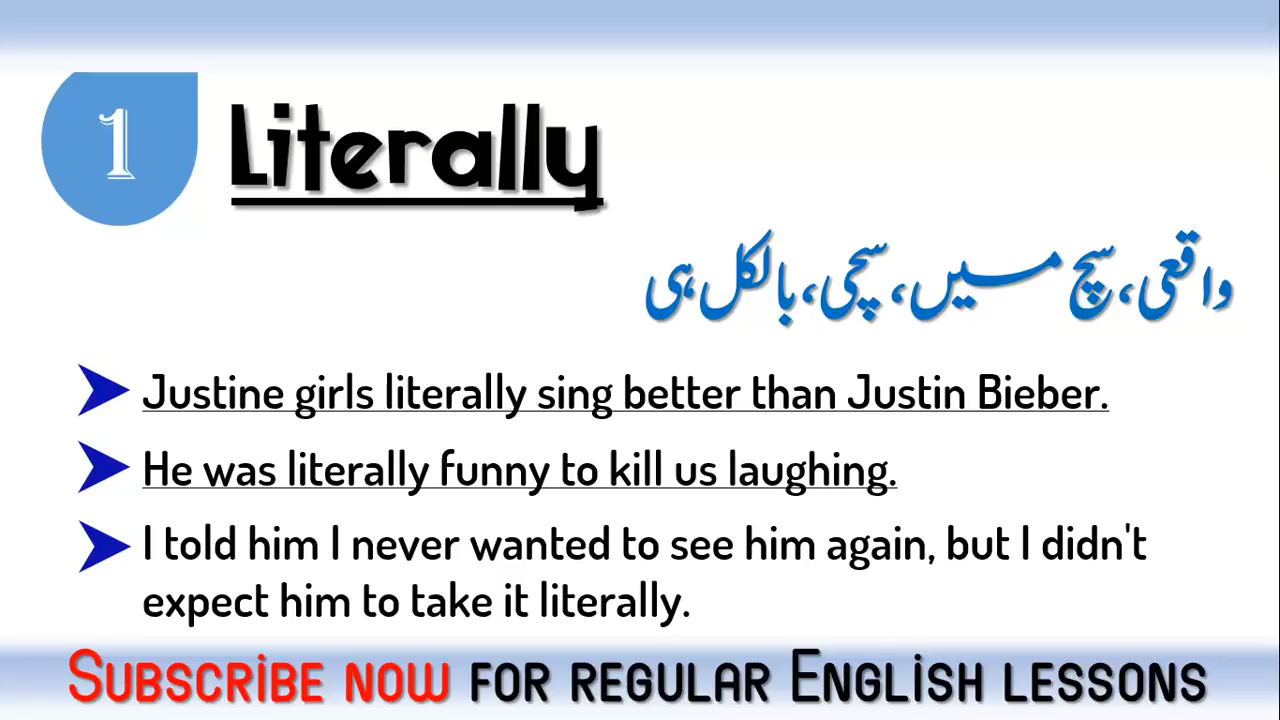 1
Literally
واقعی، سچ میں، سچی، بالکل ہی
Justine girls literally sing better than Justin Bieber.
He was literally funny to kill us laughing.
I told him I never wanted to see him again, but I didn't
expect him to take it literally.
Subscribe now for regular English lessons